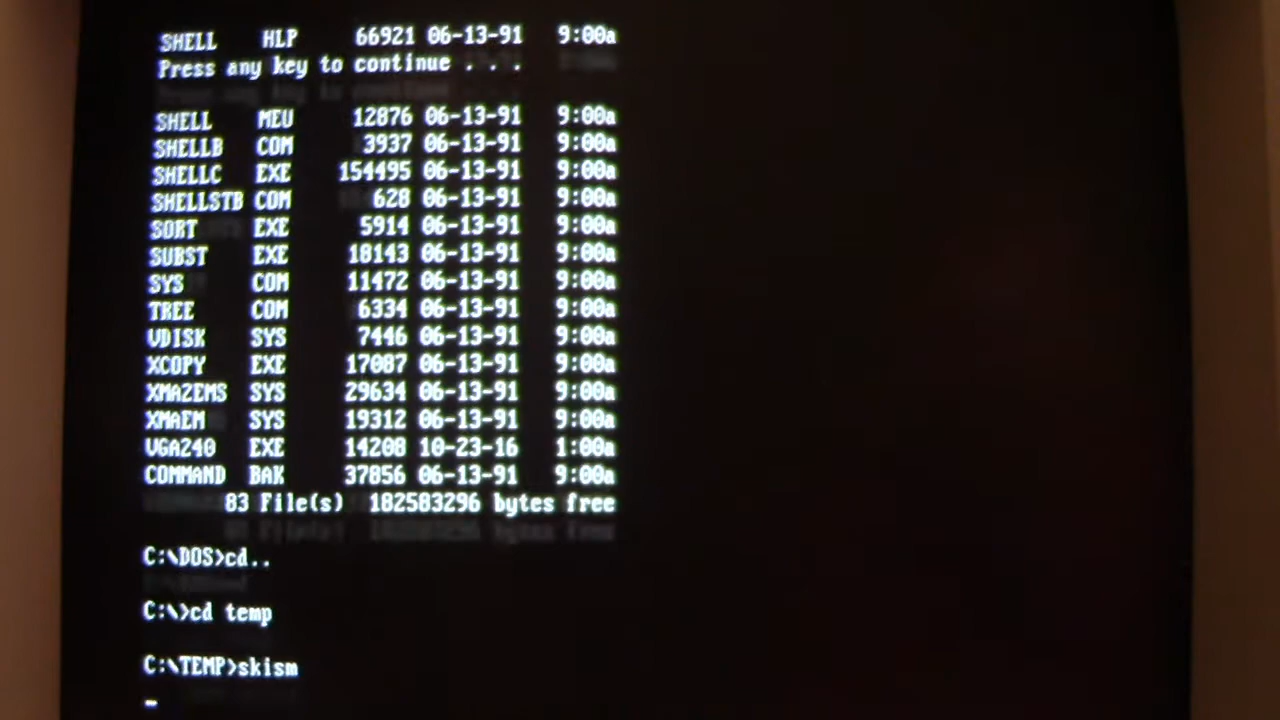 SHELL    HLP     66921 06-13-91   9:00a
Press any key to continue . . .
SHELL    MEU     12876 06-13-91   9:00a
SHELLB   COM      3937 06-13-91   9:00a
SHELLC   EXE    154495 06-13-91   9:00a
SHELLSTB COM       628 06-13-91   9:00a
SORT     EXE      5914 06-13-91   9:00a
SUBST    EXE     18143 06-13-91   9:00a
SYS      COM     11472 06-13-91   9:00a
TREE     COM      6334 06-13-91   9:00a
VDISK    SYS      7446 06-13-91   9:00a
XCOPY    EXE     17087 06-13-91   9:00a
XMA2EMS  SYS     29634 06-13-91   9:00a
XMAEM    SYS     19312 06-13-91   9:00a
VGA240   EXE     14208 10-23-16   1:00a
COMMAND  BAK     37856 06-13-91   9:00a
83 File(s)  182583296 bytes free
C:\DOS>cd..
C:\>cd temp
C:\TEMP>skism